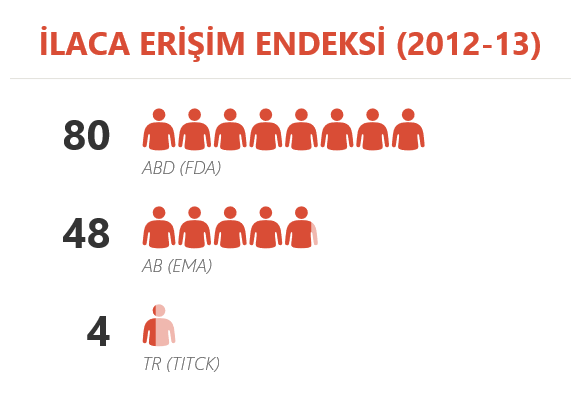 İLACA ERİŞİM ENDEKSİ (2012-13)
80
ABD (FDA)
48
AB (EMA)
4
TR (TITCK)